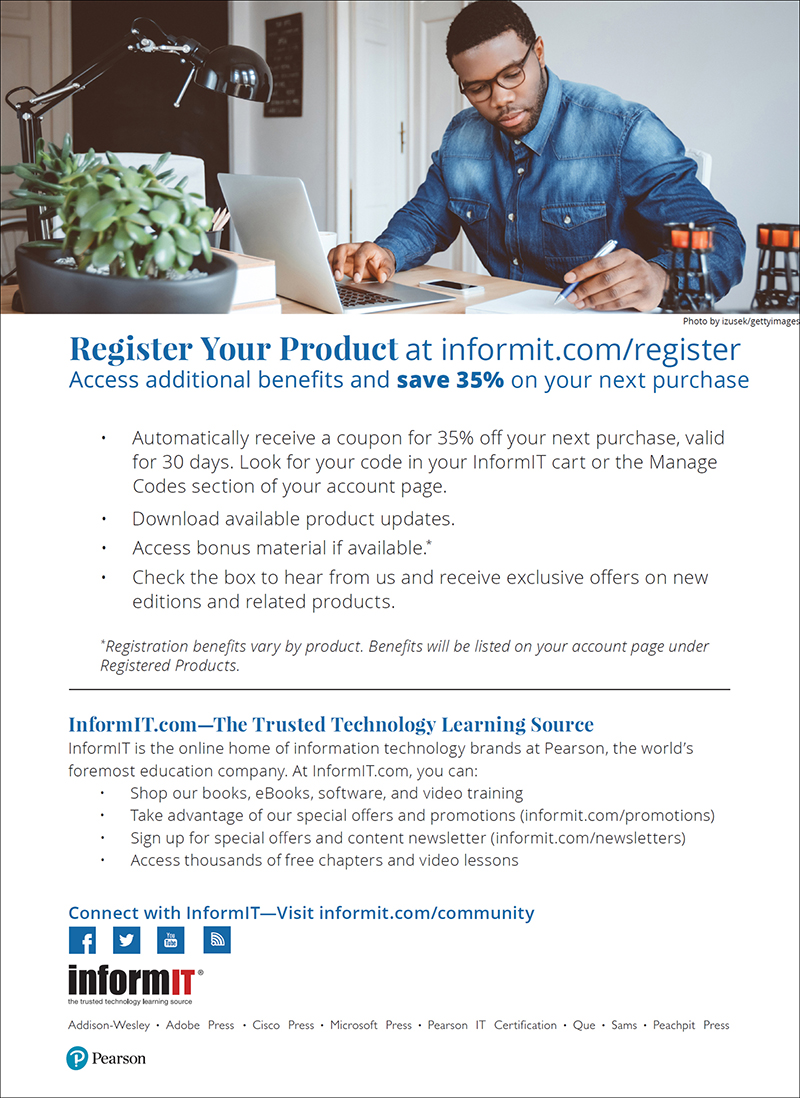 Photo by izusek/gettyimages
Register Your Product at informit.com/register
Access additional benefits and save 35% on your next purchase
• Automatically receive a coupon for 35% off your next purchase, valid
for 30 days. Look for your code in your InformIT cart or the Manage
Codes section of your account page.
• Download available product updates.
• Access bonus material if available.*
• Check the box to hear from us and receive exclusive offers on new
editions and related products.
*Registration benefits vary by product. Benefits will be listed on your account page under
Registered Products.
InformIT.com—The Trusted Technology Learning Source
InformIT is the online home of information technology brands at Pearson, the world's
foremost education company. At InformIT.com, you can:
• Shop our books, eBooks, software, and video training
• Take advantage of our special offers and promotions (informit.com/promotions)
• Sign up for special offers and content newsletter (informit.com/newsletters)
• Access thousands of free chapters and video lessons
Connect with InformIT—Visit informit.com/community
You Tube
informIT®
the trusted technology learning source
Addison-Wesley • Adobe Press • Cisco Press • Microsoft Press • Pearson IT Certification • Que • Sams • Peachpit Press
Pearson